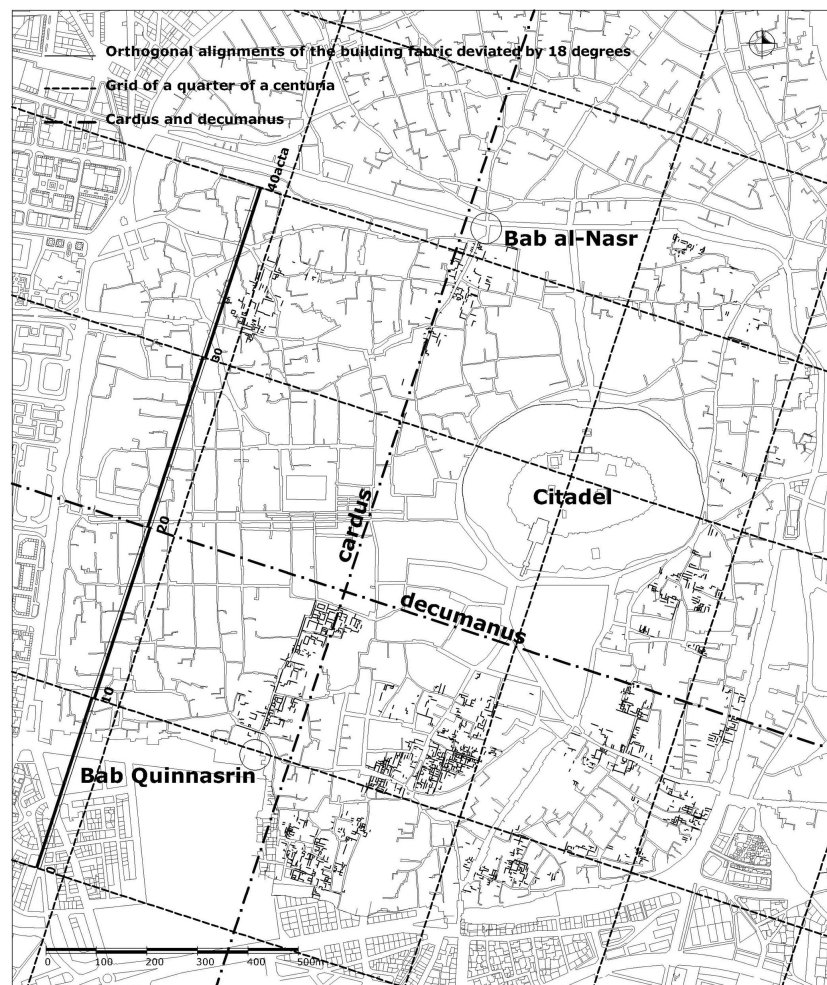 Orthogonal alignments of the building fabric deviated by 18 degrees
Grid of a quarter of a centuria
Cardus and decumanus
40acta
Bab al-Nasr
30
Citadel
cardus
20
decumanus
10
Bab Quinnasrin
0
0 100 200 300 400 500m